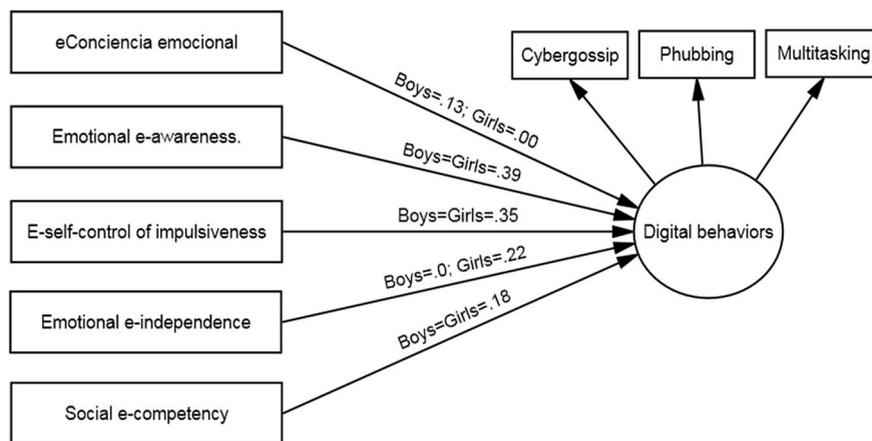 eConciencia emocional
Emotional e-awareness.
E-self-control of impulsiveness
Emotional e-independence
Social e-competency
Boys=.13; Girls=.00
Boys=Girls=.39
Boys=Girls=.35
Boys=.0; Girls=.22
Boys=Girls=.18
Cybergossip
Phubbing
Multitasking
Digital behaviors